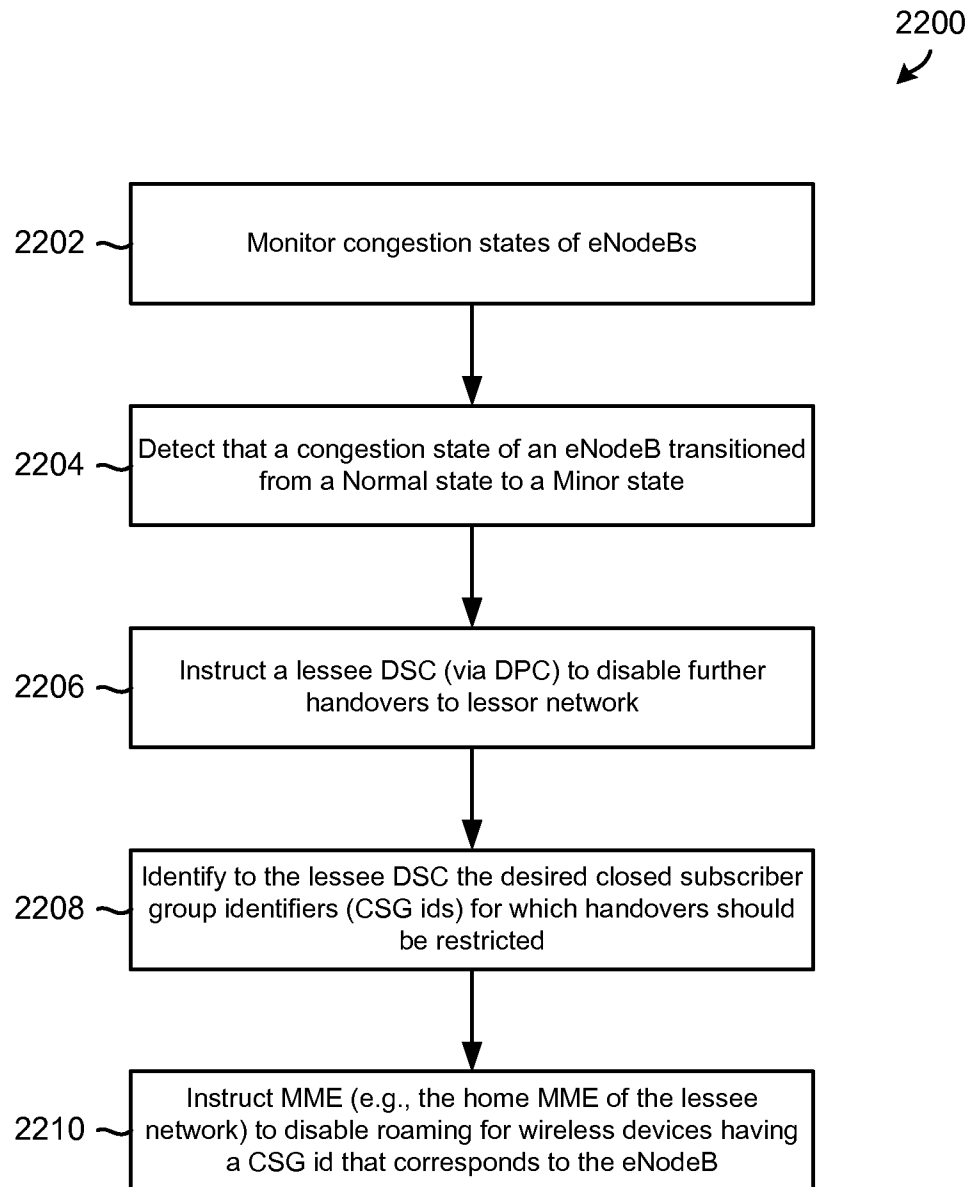 2200
2202
Monitor congestion states of eNodeBs
2204
Detect that a congestion state of an eNodeB transitioned
from a Normal state to a Minor state
2206
Instruct a lessee DSC (via DPC) to disable further
handovers to lessor network
2208
Identify to the lessee DSC the desired closed subscriber
group identifiers (CSG ids) for which handovers should
be restricted
2210
Instruct MME (e.g., the home MME of the lessee
network) to disable roaming for wireless devices having
a CSG id that corresponds to the eNodeB